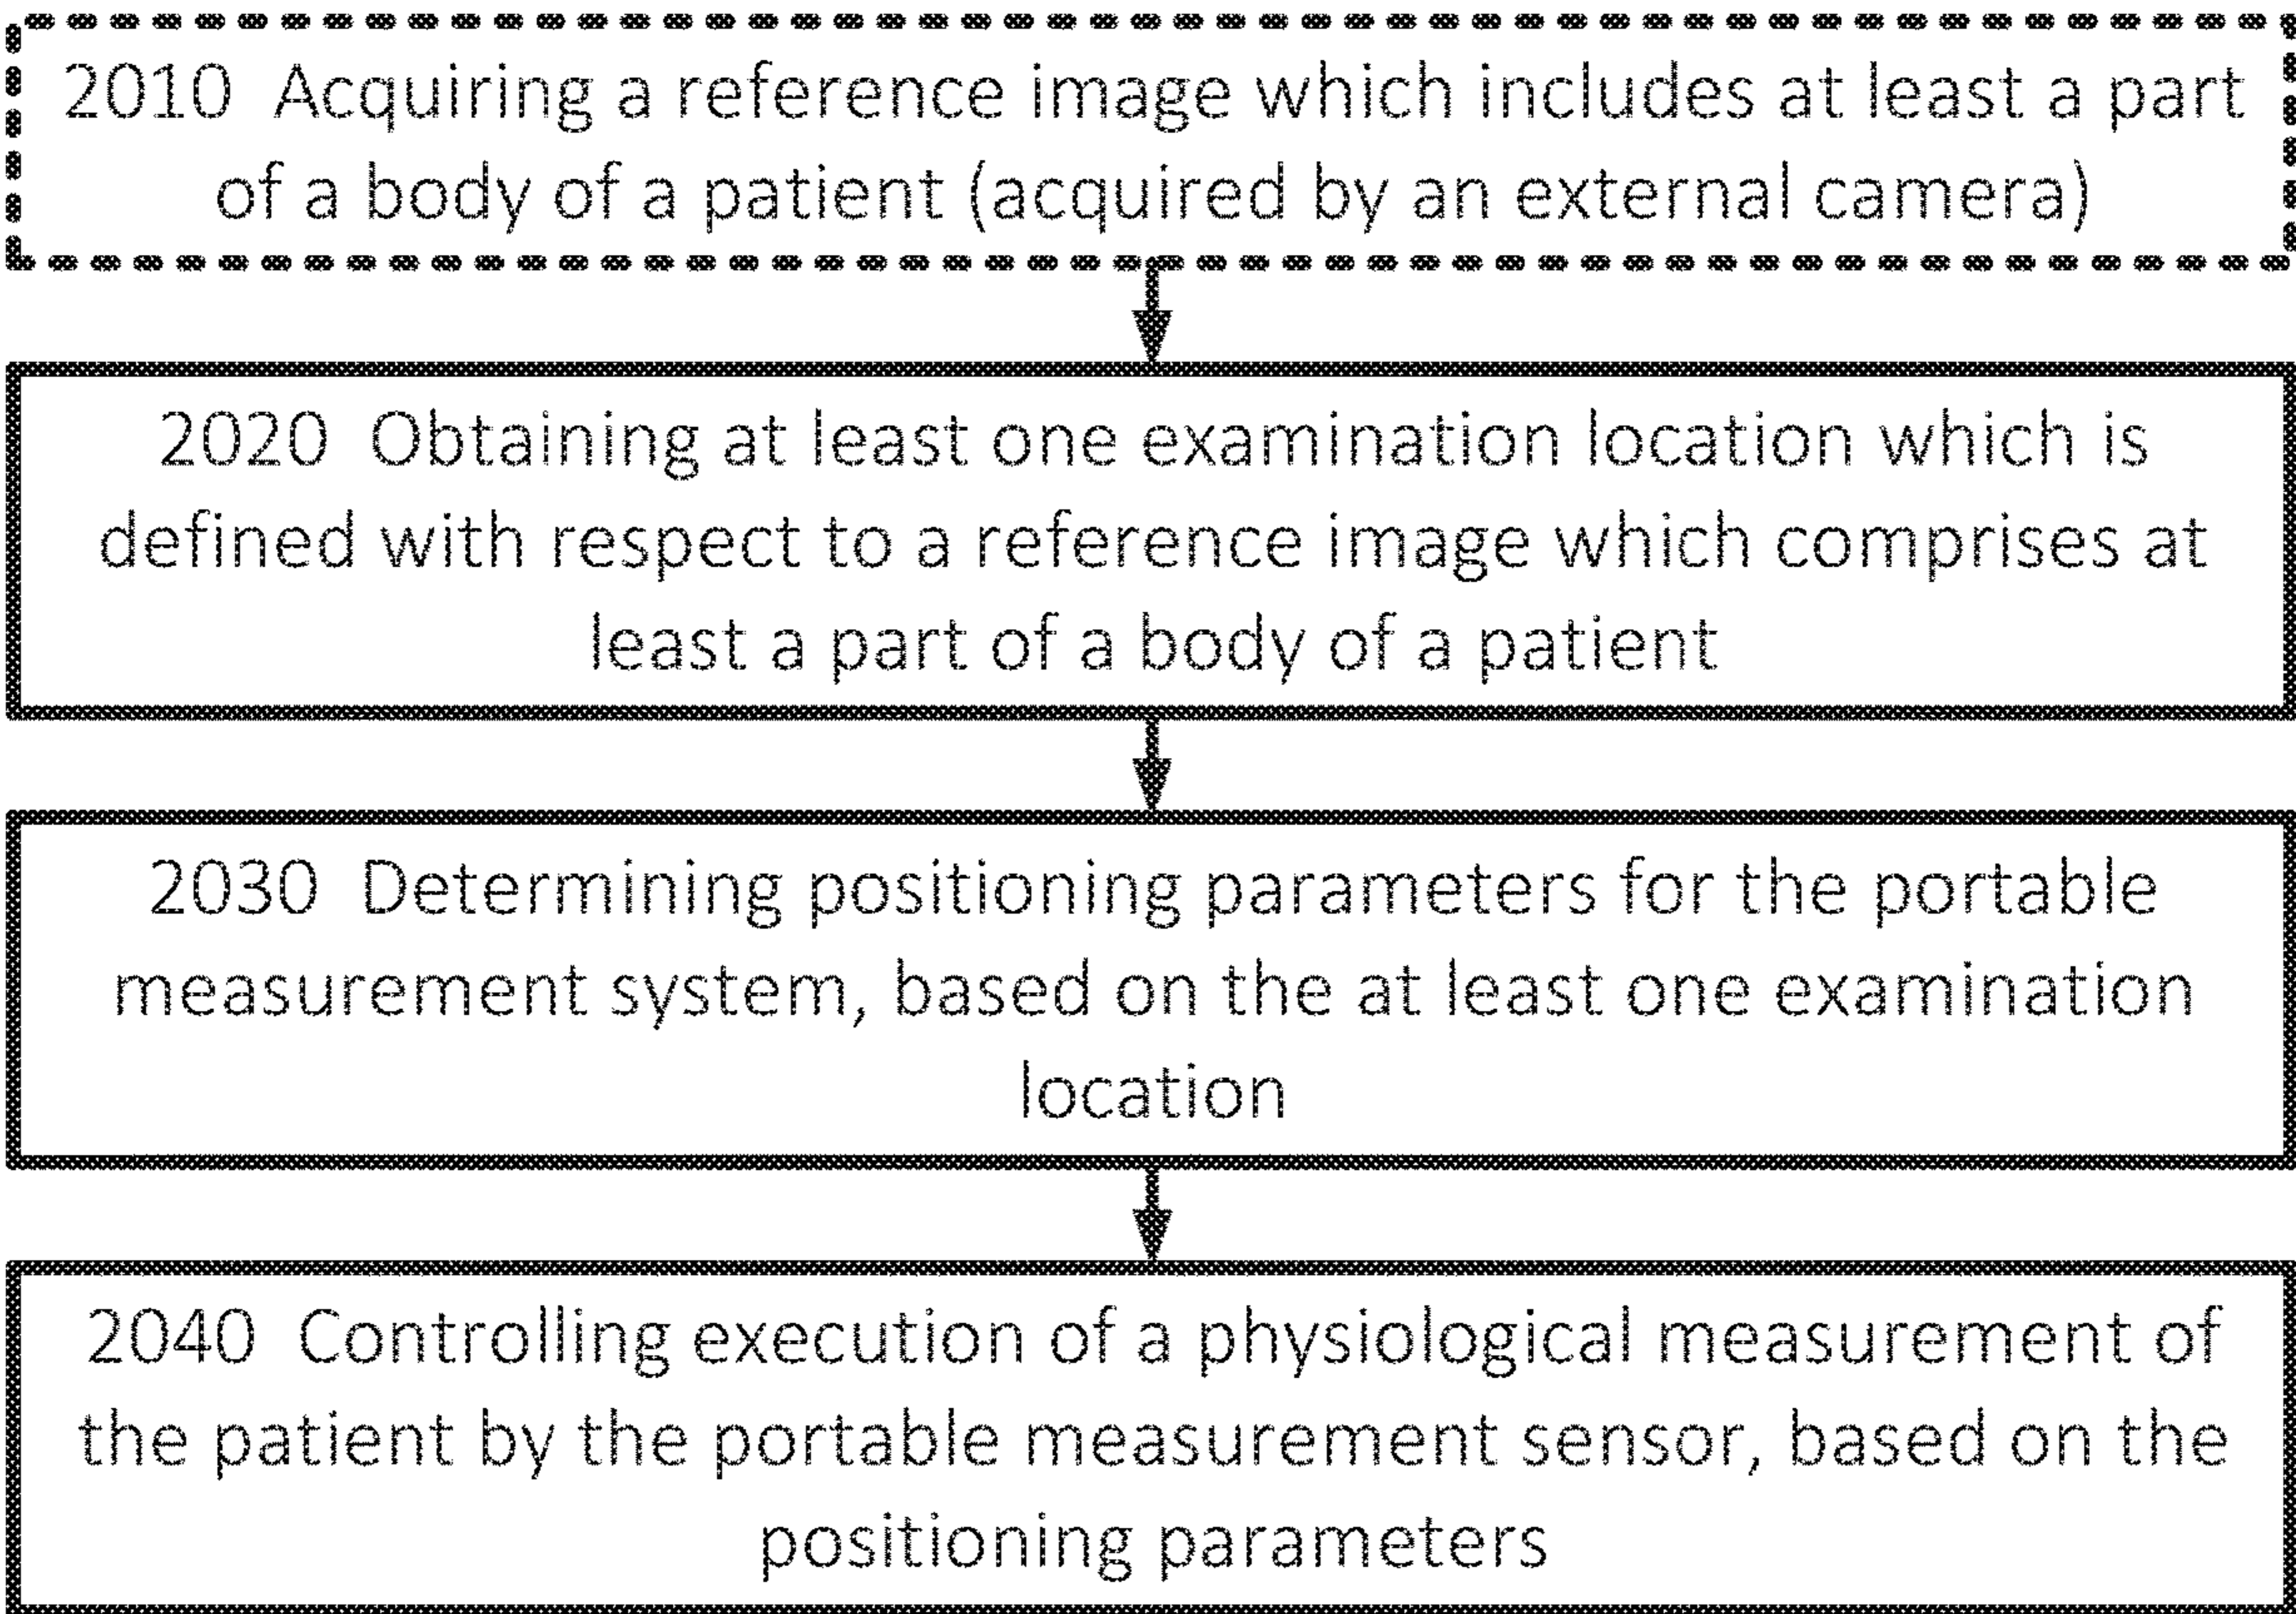 2010 Acquiring a reference image which includes at least a part
of a body of a patient (acquired by an external camera)
2020 Obtaining at least one examination location which is
defined with respect to a reference image which comprises at
least a part of a body of a patient
2030 Determining positioning parameters for the portable
measurement system, based on the at least one examination
location
2040 Controlling execution of a physiological measurement of
the patient by the portable measurement sensor, based on the
positioning parameters